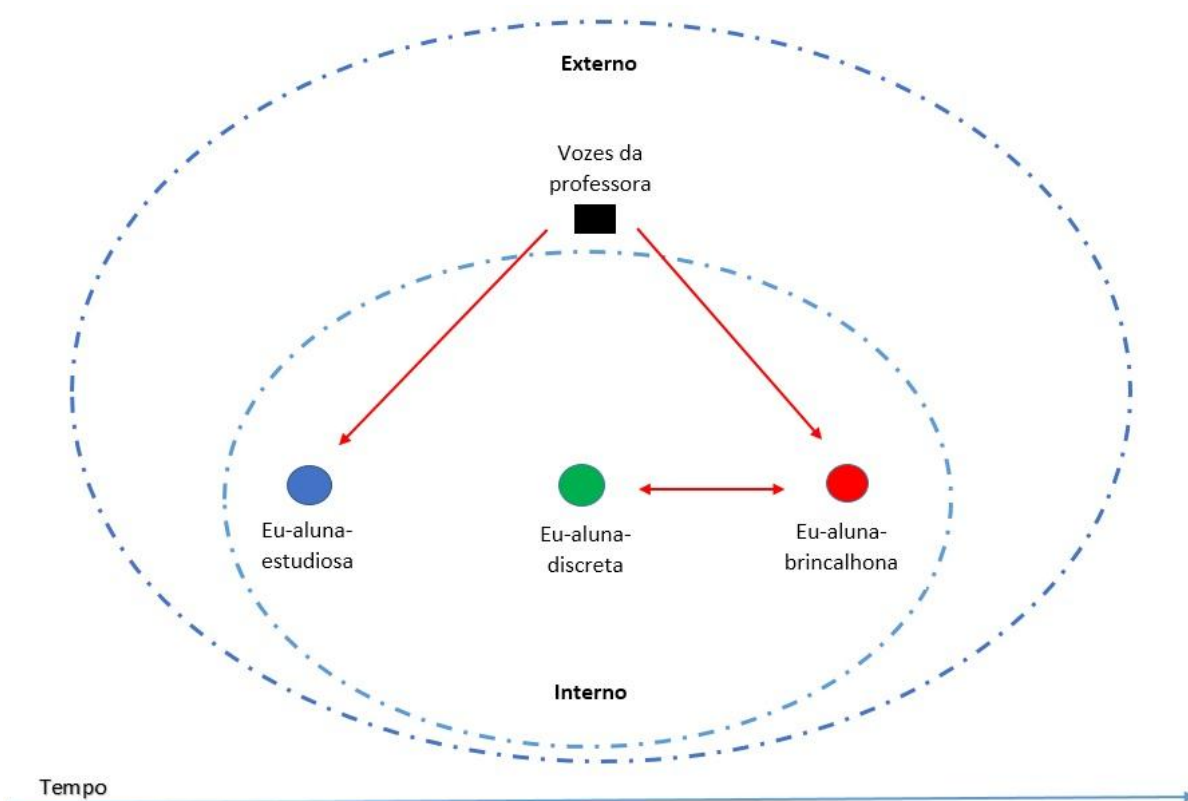 Externo
Vozes da
professora
Eu-aluna-
estudiosa
Eu-aluna-
discreta
Eu-aluna-
brincalhona
Interno
Tempo